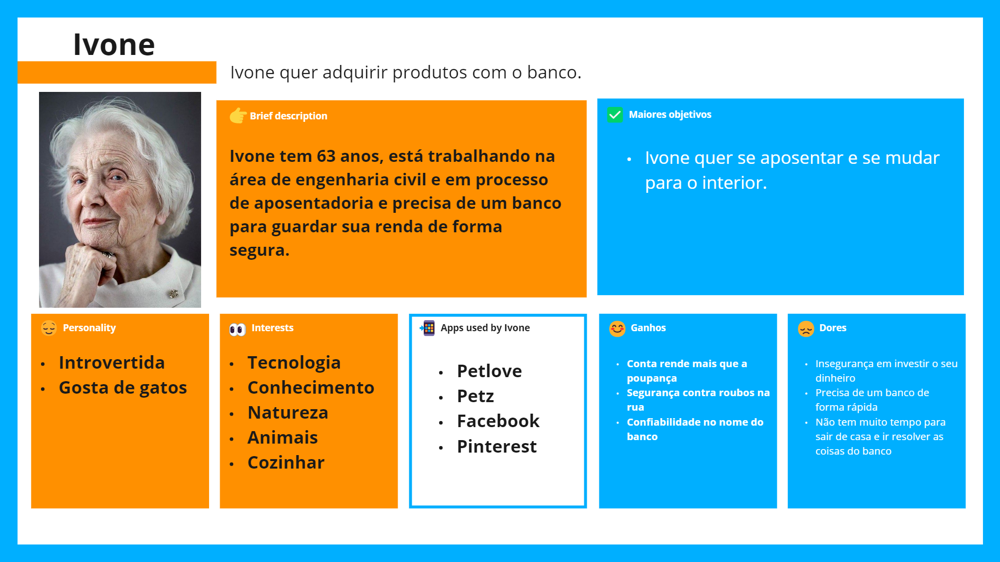 Ivone
Ivone quer adquirir produtos com o banco.
Brief description
Ivone tem 63 anos, está trabalhando na
área de engenharia civil e em processo
de aposentadoria e precisa de um banco
para guardar sua renda de forma
segura.
Maiores objetivos
• Ivone quer se aposentar e se mudar
para o interior.
Personality
• Introvertida
• Gosta de gatos
Interests
• Tecnologia
• Conhecimento
• Natureza
• Animais
• Cozinhar
Apps used by Ivone
• Petlove
• Petz
• Facebook
• Pinterest
Ganhos
• Conta rende mais que a
poupança
• Segurança contra roubos na
rua
• Confiabilidade no nome do
banco
Dores
• Insegurança em investir o seu
dinheiro
• Precisa de um banco de
forma rápida
• Não tem muito tempo para
sair de casa e ir resolver as
coisas do banco